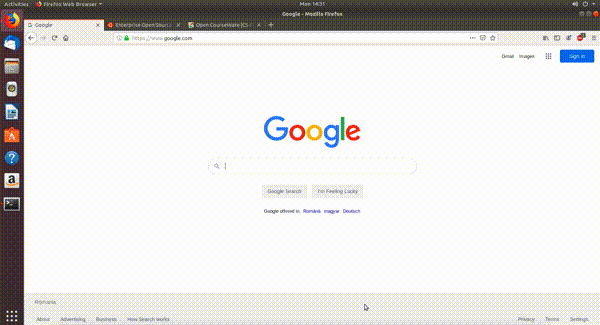 Activities Firefox Web Browser Mon 14:31
Google - Mozilla Firefox
Google Enterprise Open Sourc Open CourseWare [CS
https://www.google.com
Gmail Images Sign in
Google
Google Search I'm Feeling Lucky
Google offered in: Română magyar Deutsch
Romania
About Advertising Business How Search Works Privacy Terms Settings